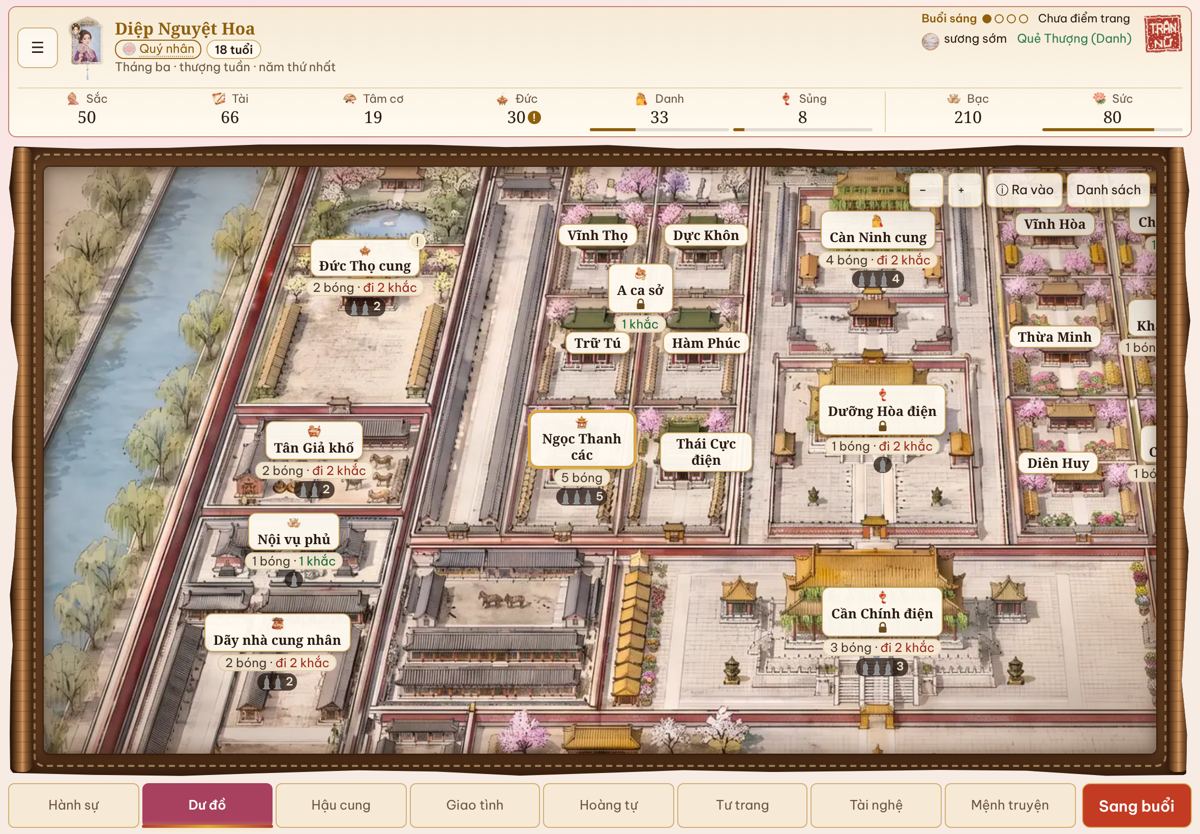 ☰
Diệp Nguyệt Hoa
Quý nhân
18 tuổi
Tháng ba · thượng tuần · năm thứ nhất
Buổi sáng
Chưa điểm trang
sương sớm
Quẻ Thượng (Danh)
TRẠN
NỮ
Sắc
50
Tài
66
Tâm cơ
19
Đức
30 !
Danh
33
Sủng
8
Bạc
210
Sức
80
−
+
ⓘ Ra vào
Danh sách
Đức Thọ cung
!
2 bóng · đi 2 khắc
2
Vĩnh Thọ
Dực Khôn
A ca sở
1 khắc
Trữ Tú
Hàm Phúc
Càn Ninh cung
4 bóng · đi 2 khắc
4
Vĩnh Hòa
Ch
Thừa Minh
Kh
1 bón
Dưỡng Hòa điện
1 bóng · đi 2 khắc
Ngọc Thanh
các
5 bóng
5
Thái Cực
điện
Diên Huy
C
1 bó
Tân Giả khố
2 bóng · đi 2 khắc
2
Nội vụ phủ
1 bóng · 1 khắc
Cần Chính điện
3 bóng · đi 2 khắc
3
Dãy nhà cung nhân
2 bóng · đi 2 khắc
2
Hành sự
Dư đồ
Hậu cung
Giao tình
Hoàng tự
Tư trang
Tài nghệ
Mệnh truyện
Sang buổi